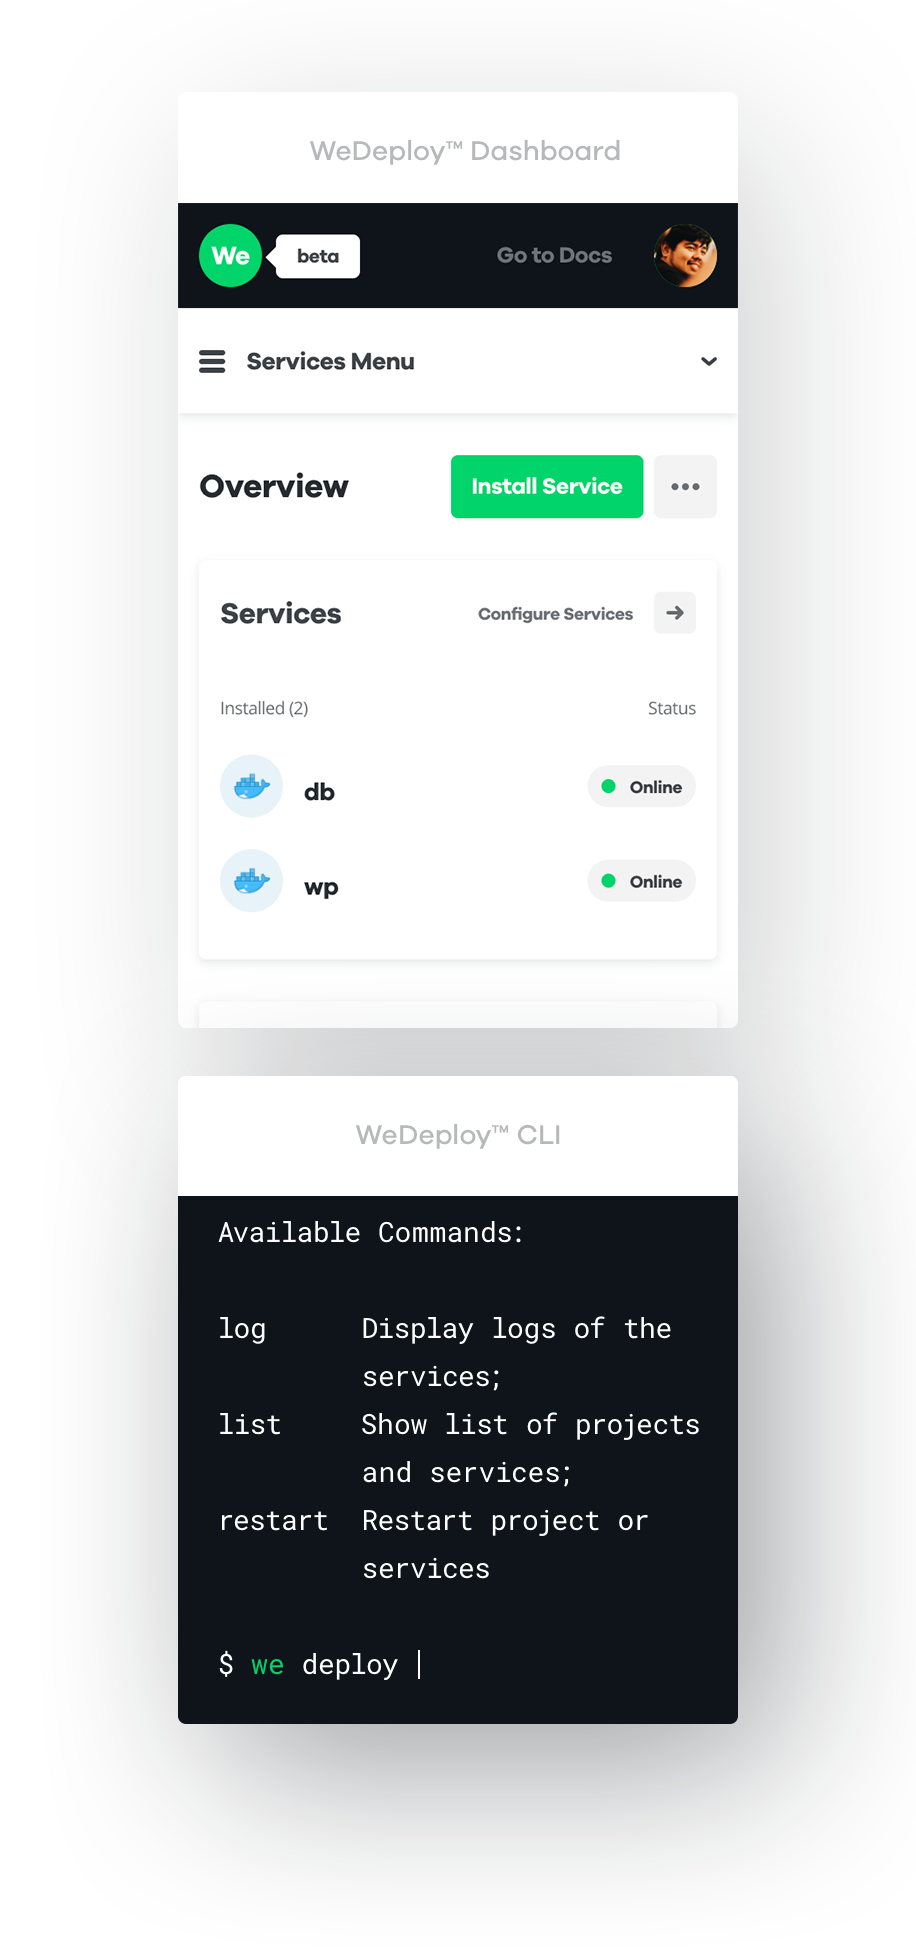 WeDeploy™ Dashboard
We beta Go to Docs
Services Menu
Overview Install Service
Services Configure Services
Installed (2) Status
db Online
wp Online
WeDeploy™ CLI
Available Commands:
log Display logs of the
services;
list Show list of projects
and services;
restart Restart project or
services
$ we deploy